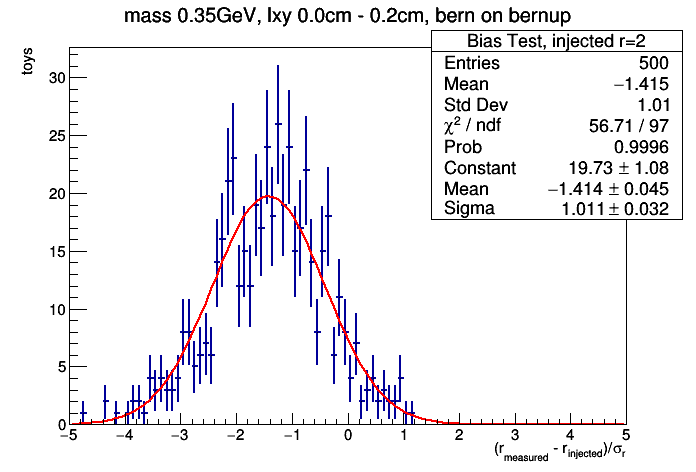 mass 0.35GeV, lxy 0.0cm - 0.2cm, bern on bernup
Bias Test, injected r=2
Entries 500
Mean −1.415
Std Dev 1.01
χ² / ndf 56.71 / 97
Prob 0.9996
Constant 19.73 ± 1.08
Mean −1.414 ± 0.045
Sigma 1.011 ± 0.032
toys
30
25
20
15
10
5
0
−5 −4 −3 −2 −1 0 1 2 3 4 5
(r_measured - r_injected)/σ_r